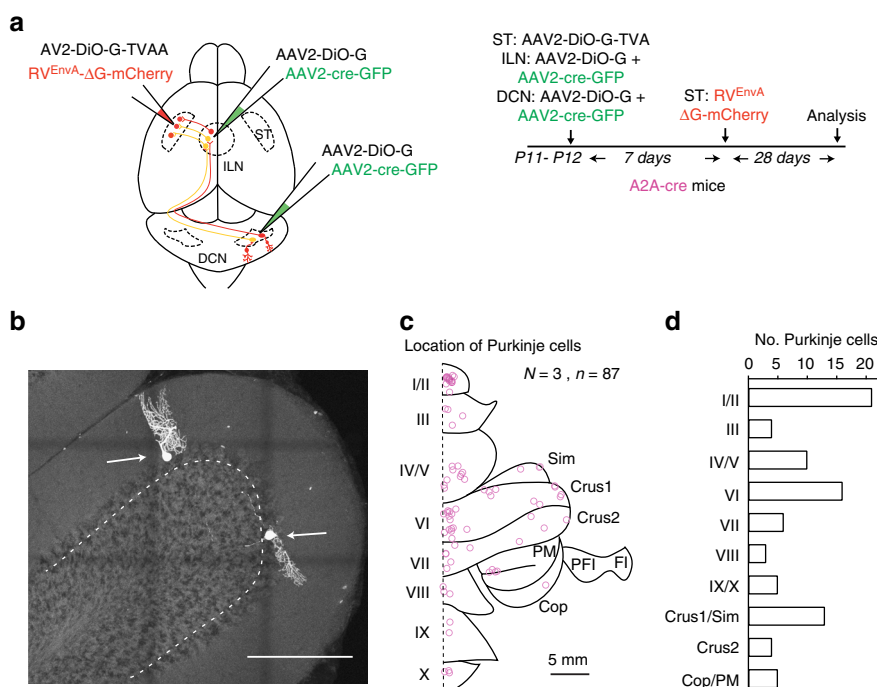 a
AV2-DiO-G-TVAA
RVEnvA-ΔG-mCherry
AAV2-DiO-G
AAV2-cre-GFP
ST
ILN
AAV2-DiO-G
AAV2-cre-GFP
DCN
ST: AAV2-DiO-G-TVA
ILN: AAV2-DiO-G +
AAV2-cre-GFP
DCN: AAV2-DiO-G +
AAV2-cre-GFP
ST: RVEnvA
ΔG-mCherry
Analysis
P11- P12
7 days
28 days
A2A-cre mice
b
c
Location of Purkinje cells
N = 3 , n = 87
I/II
III
IV/V
VI
VII
VIII
IX
X
Sim
Crus1
Crus2
PM
PFl
Fl
Cop
5 mm
d
No. Purkinje cells
0 5 10 15 20
I/II
III
IV/V
VI
VII
VIII
IX/X
Crus1/Sim
Crus2
Cop/PM